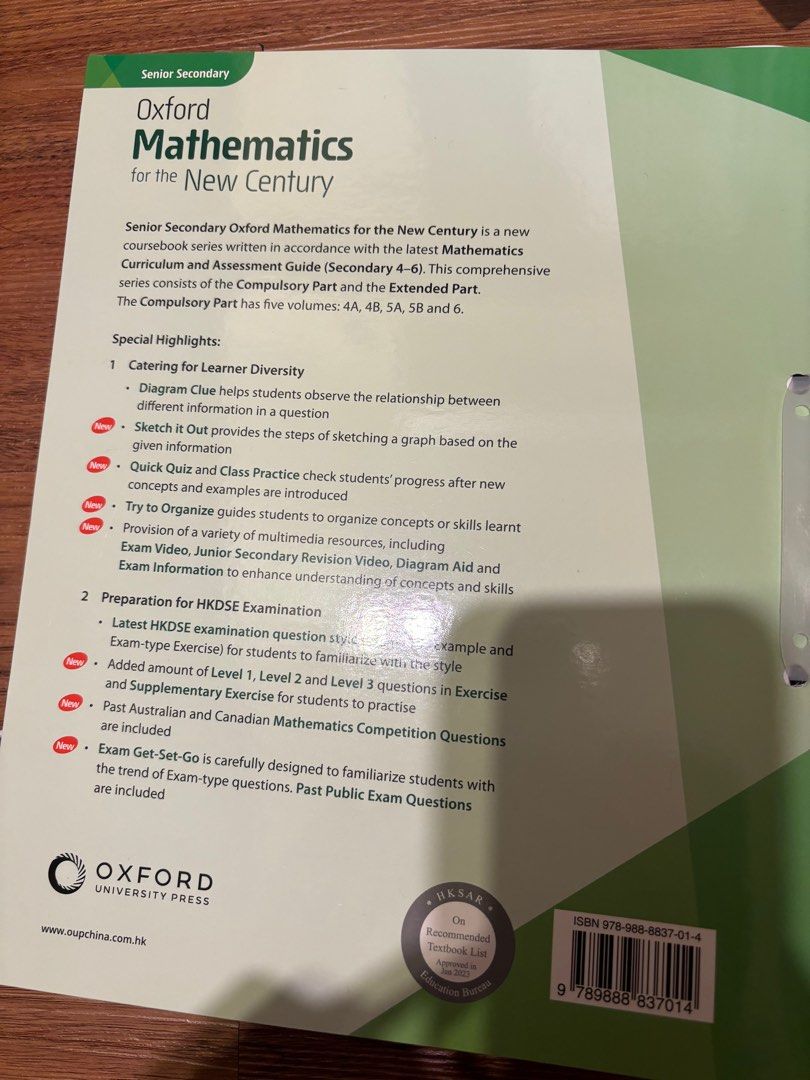 Senior Secondary
Oxford
Mathematics
for the New Century
Senior Secondary Oxford Mathematics for the New Century is a new
coursebook series written in accordance with the latest Mathematics
Curriculum and Assessment Guide (Secondary 4–6). This comprehensive
series consists of the Compulsory Part and the Extended Part.
The Compulsory Part has five volumes: 4A, 4B, 5A, 5B and 6.
Special Highlights:
1 Catering for Learner Diversity
• Diagram Clue helps students observe the relationship between
different information in a question
New • Sketch it Out provides the steps of sketching a graph based on the
given information
New • Quick Quiz and Class Practice check students' progress after new
concepts and examples are introduced
New • Try to Organize guides students to organize concepts or skills learnt
New • Provision of a variety of multimedia resources, including
Exam Video, Junior Secondary Revision Video, Diagram Aid and
Exam Information to enhance understanding of concepts and skills
2 Preparation for HKDSE Examination
• Latest HKDSE examination question style example and
Exam-type Exercise) for students to familiarize with the style
New • Added amount of Level 1, Level 2 and Level 3 questions in Exercise
and Supplementary Exercise for students to practise
New • Past Australian and Canadian Mathematics Competition Questions
are included
New • Exam Get-Set-Go is carefully designed to familiarize students with
the trend of Exam-type questions. Past Public Exam Questions
are included
OXFORD
UNIVERSITY PRESS
www.oupchina.com.hk
• HKSAR •
On
Recommended
Textbook List
Approved in
Jan 2023
Education Bureau
ISBN 978-988-8837-01-4
9 789888 837014